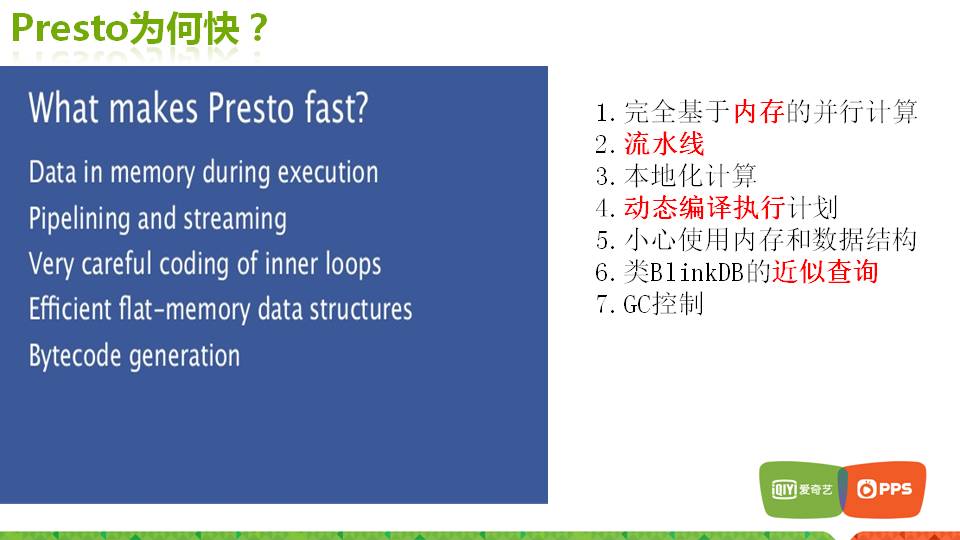 Presto为何快？
What makes Presto fast?
Data in memory during execution
Pipelining and streaming
Very careful coding of inner loops
Efficient flat-memory data structures
Bytecode generation
1.完全基于内存的并行计算
2.流水线
3.本地化计算
4.动态编译执行计划
5.小心使用内存和数据结构
6.类BlinkDB的近似查询
7.GC控制
QIYI 爱奇艺 PPS